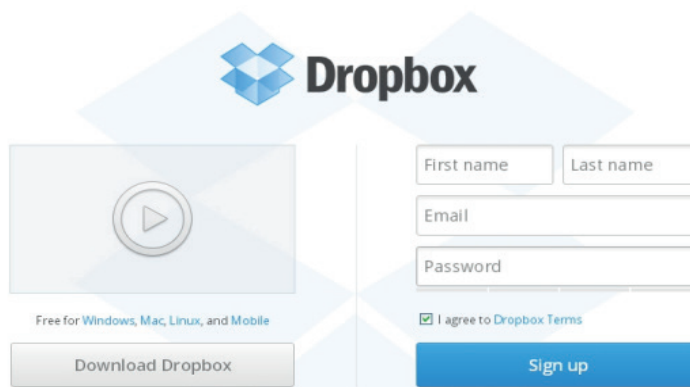 Dropbox
First name
Last name
Email
Password
Free for Windows, Mac, Linux, and Mobile
I agree to Dropbox Terms
Download Dropbox
Sign up